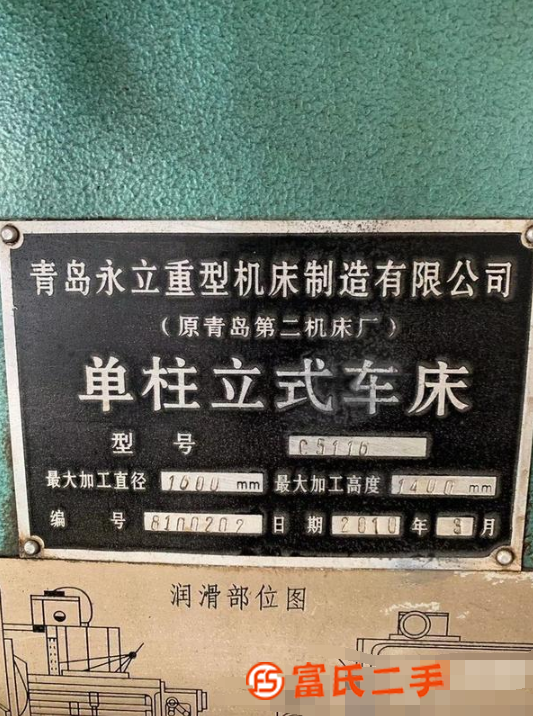 青岛永立重型机床制造有限公司
（原青岛第二机床厂）
单柱立式车床
型 号 C5116
最大加工直径 1600 mm 最大加工高度 1400 mm
编 号 8100202 日 期 2010 年 8 月
润滑部位图
富氏二手